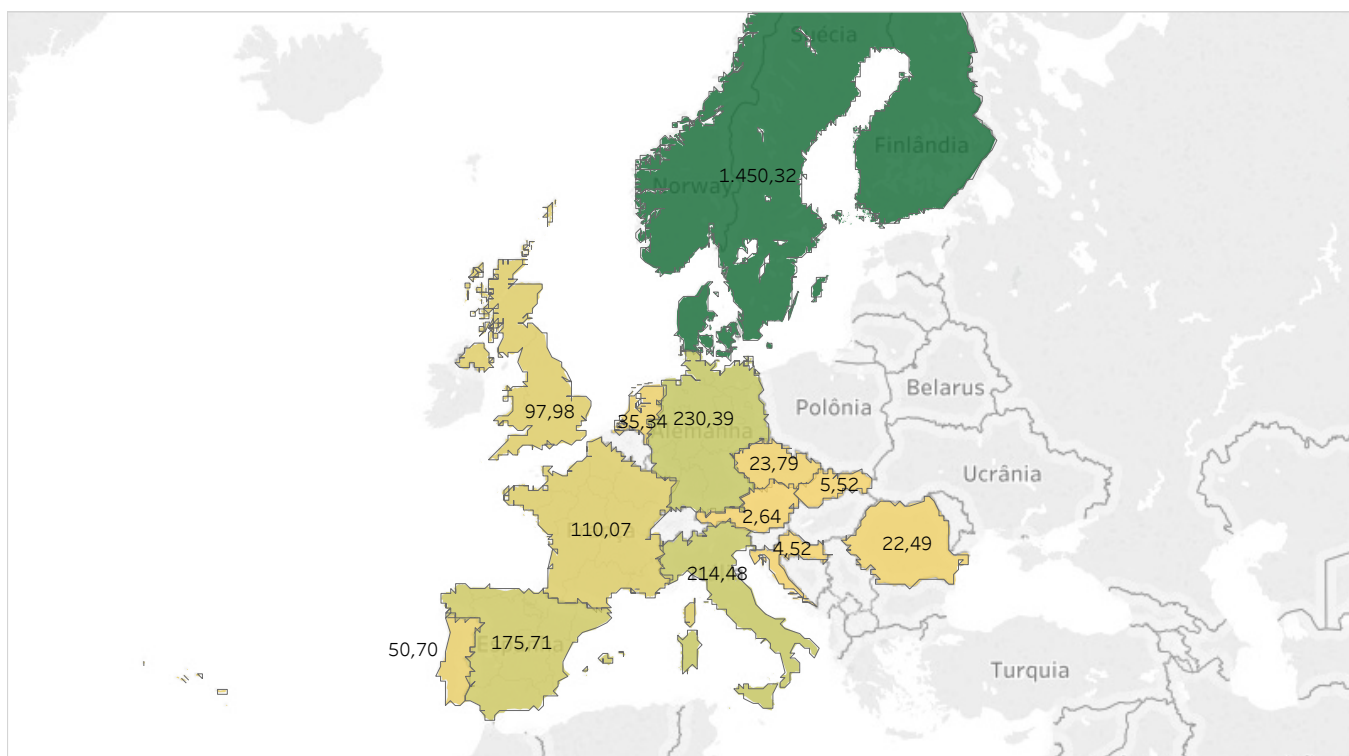 Suécia
Finlândia
Norway
1.450,32
Belarus
Polônia
97,98
35,34
230,39
Alemanha
23,79
5,52
Ucrânia
2,64
110,07
22,49
4,52
214,48
50,70
175,71
Turquia